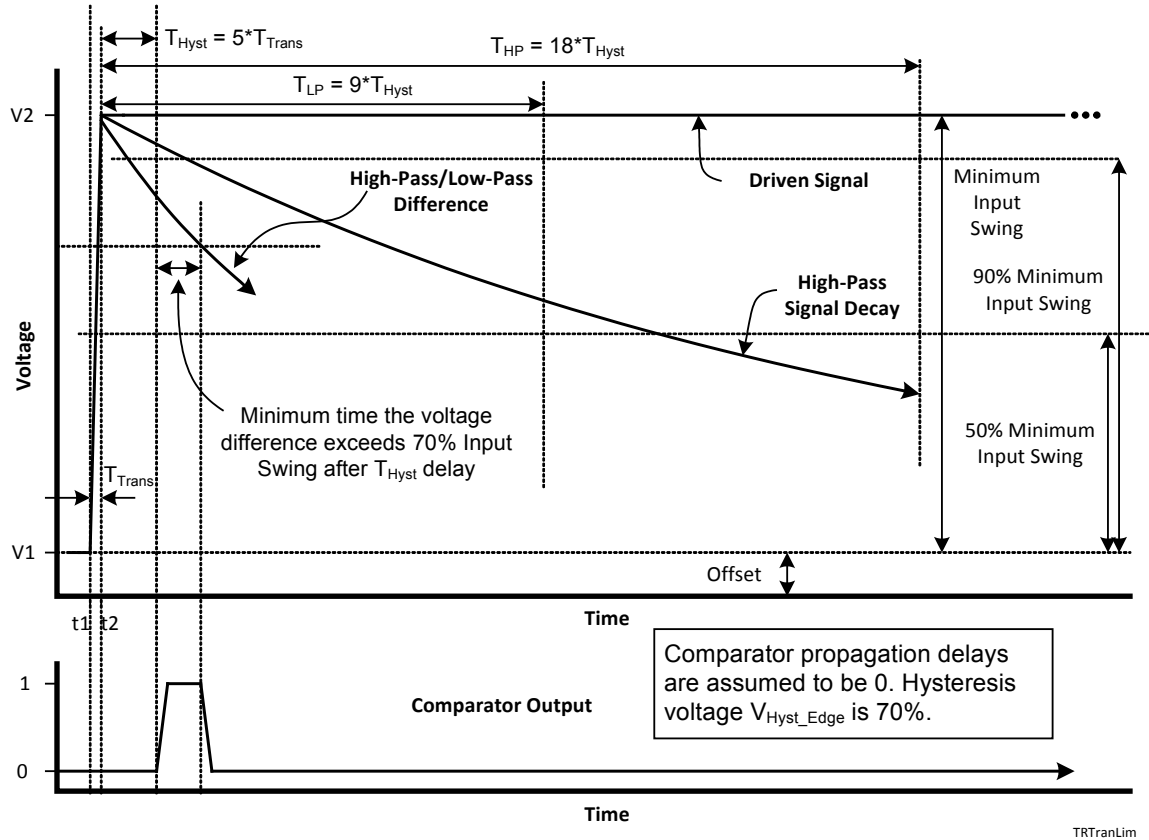 T_Hyst = 5*T_Trans
T_HP = 18*T_Hyst
T_LP = 9*T_Hyst
V2
High-Pass/Low-Pass
Difference
Driven Signal
Minimum
Input
Swing
90% Minimum
Input Swing
High-Pass
Signal Decay
Voltage
Minimum time the voltage
difference exceeds 70% Input
Swing after T_Hyst delay
50% Minimum
Input Swing
T_Trans
V1
Offset
t1
t2
Time
Comparator propagation delays
are assumed to be 0. Hysteresis
voltage V_Hyst_Edge is 70%.
1
Comparator Output
0
Time
TRTranLim